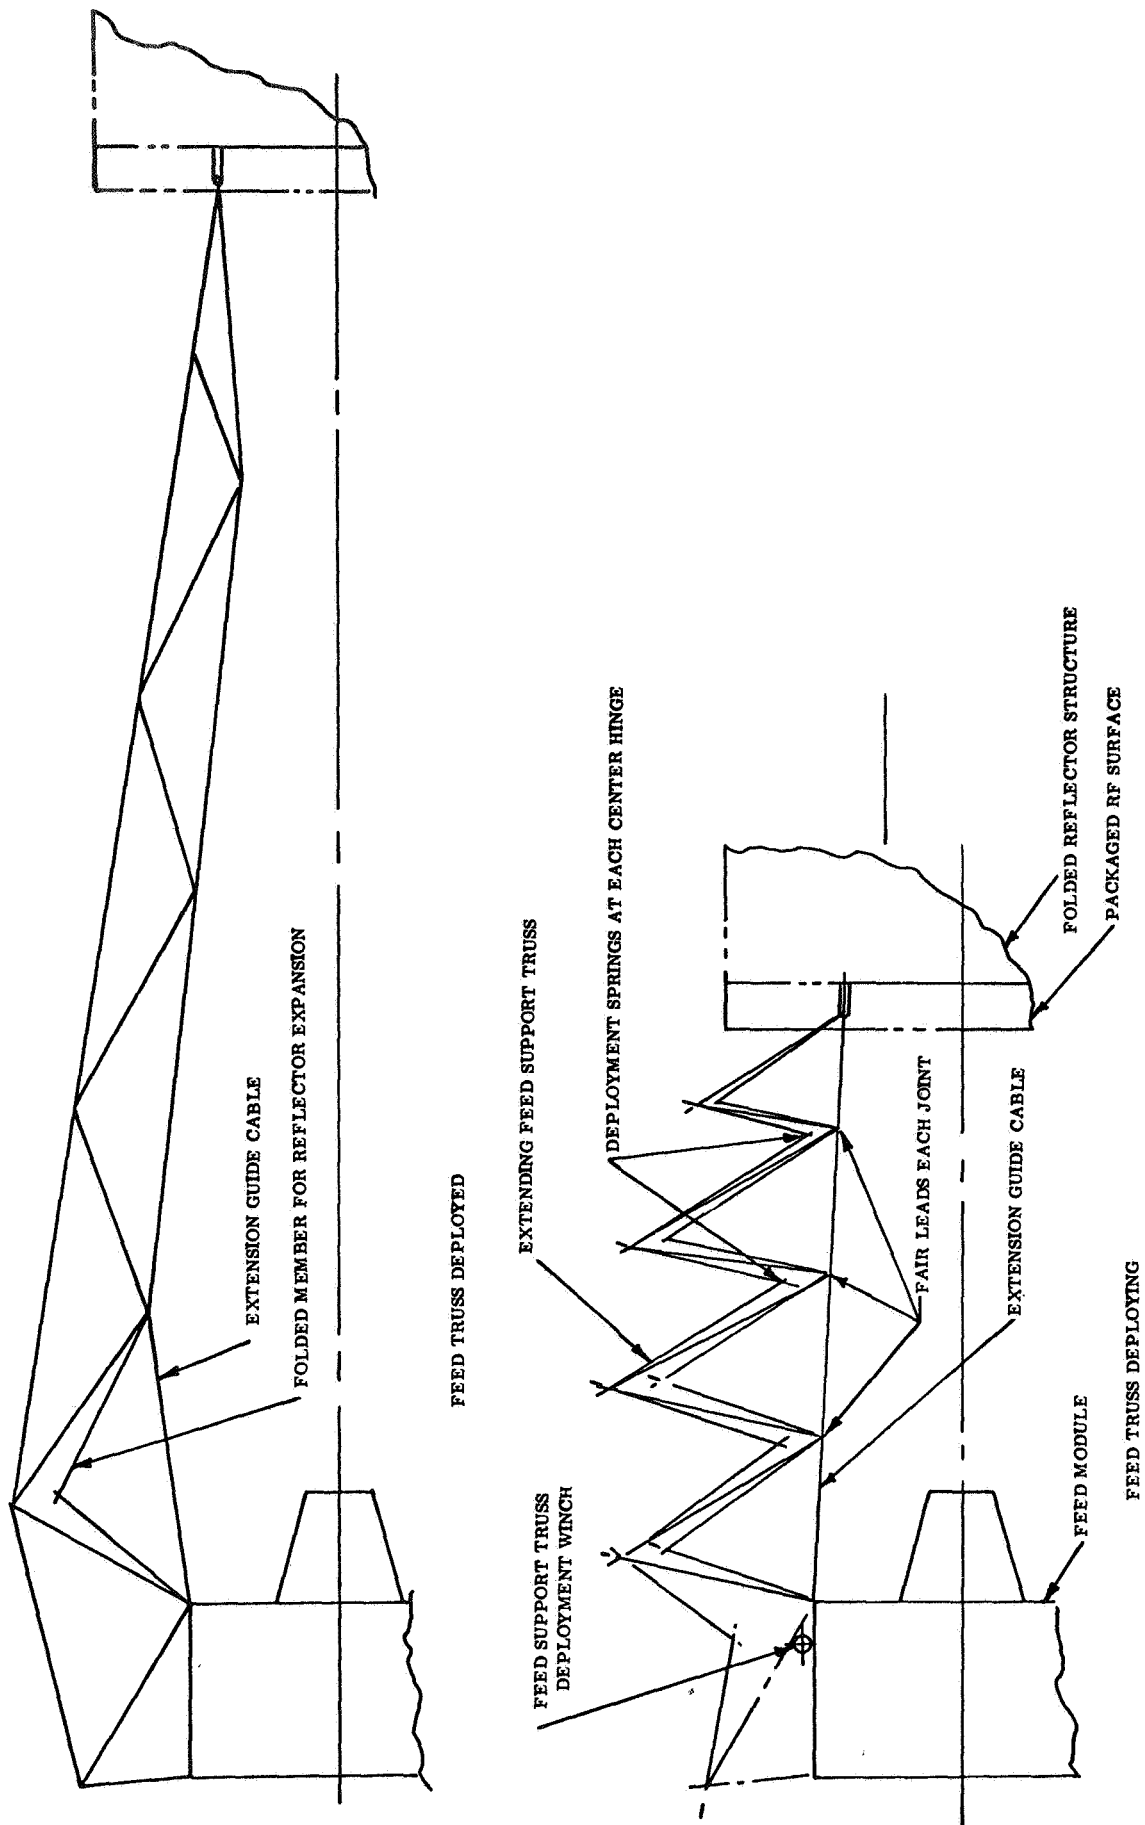 EXTENSION GUIDE CABLE
FOLDED MEMBER FOR REFLECTOR EXPANSION
FEED TRUSS DEPLOYED
EXTENDING FEED SUPPORT TRUSS
DEPLOYMENT SPRINGS AT EACH CENTER HINGE
FEED SUPPORT TRUSS
DEPLOYMENT WINCH
FAIR LEADS EACH JOINT
EXTENSION GUIDE CABLE
FOLDED REFLECTOR STRUCTURE
PACKAGED RF SURFACE
FEED MODULE
FEED TRUSS DEPLOYING